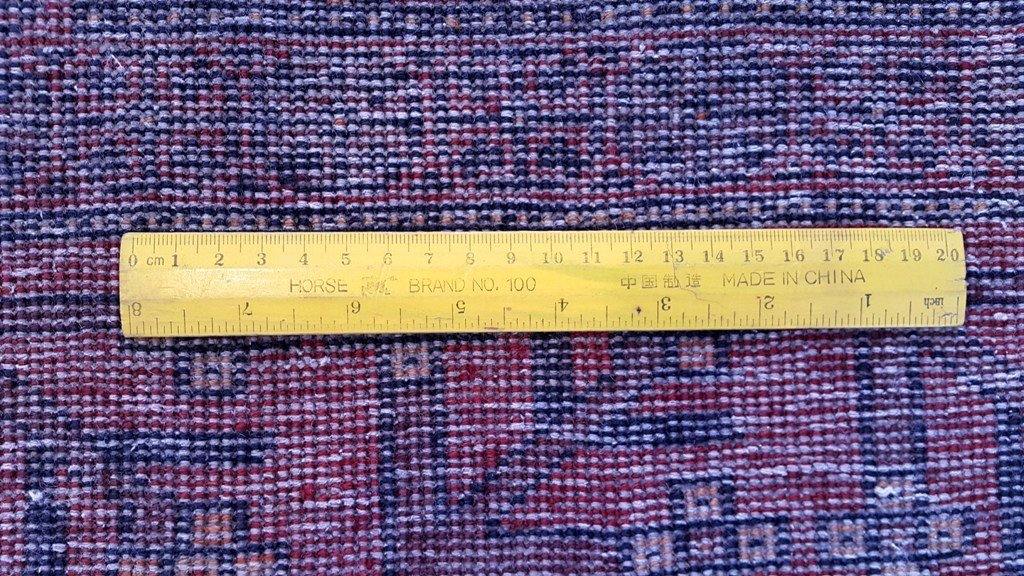 0 cm 1 2 3 4 5 6 7 8 9 10 11 12 13 14 15 16 17 18 19 20
HORSE BRAND NO. 100 中国制造 MADE IN CHINA
8 7 6 5 4 3 2 1 inch